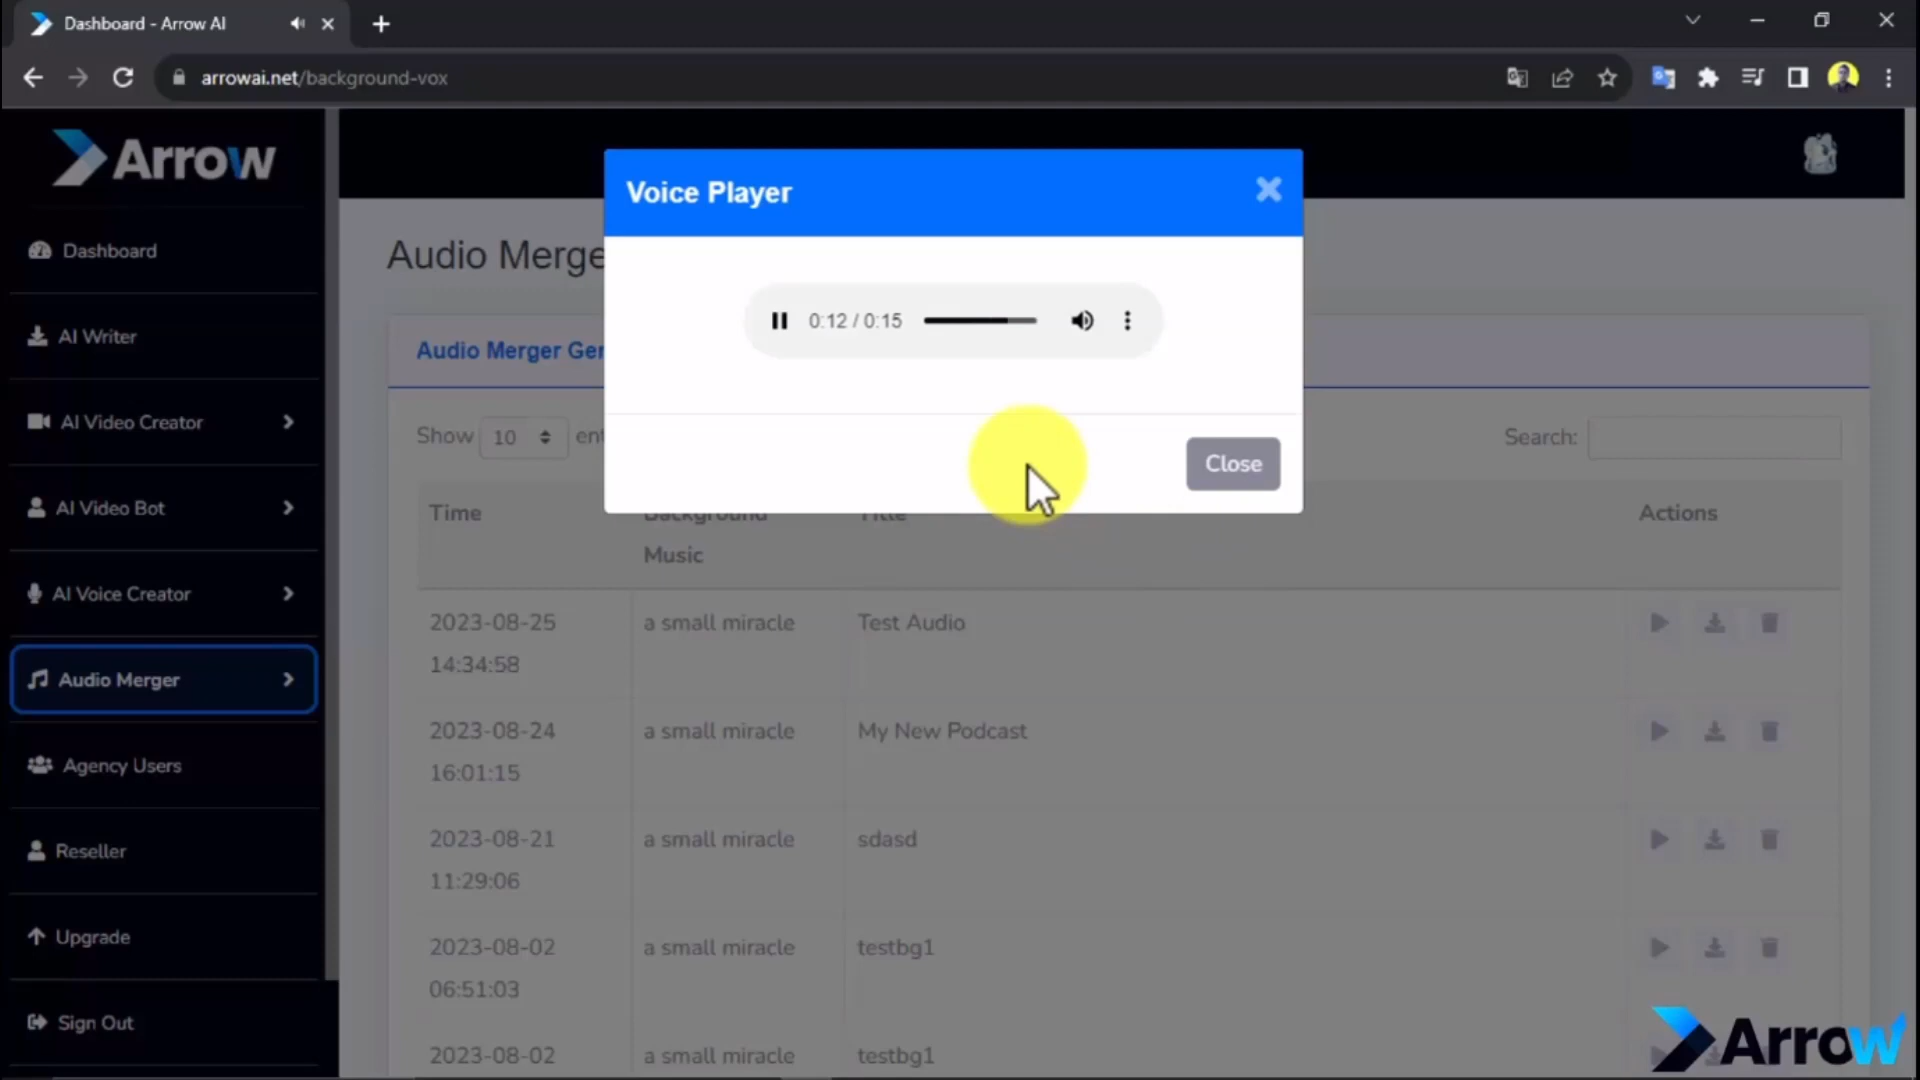 Dashboard - Arrow AI
arrowai.net/background-vox
Arrow
Voice Player
0:12 / 0:15
Close
Dashboard
AI Writer
AI Video Creator
AI Video Bot
AI Voice Creator
Audio Merger
Agency Users
Reseller
Upgrade
Sign Out
Audio Merge
Audio Merger Ger
Show 10 ent
Search:
Time Background Music Title Actions
2023-08-25 14:34:58 a small miracle Test Audio
2023-08-24 16:01:15 a small miracle My New Podcast
2023-08-21 11:29:06 a small miracle sdasd
2023-08-02 06:51:03 a small miracle testbg1
2023-08-02 a small miracle testbg1
Arrow